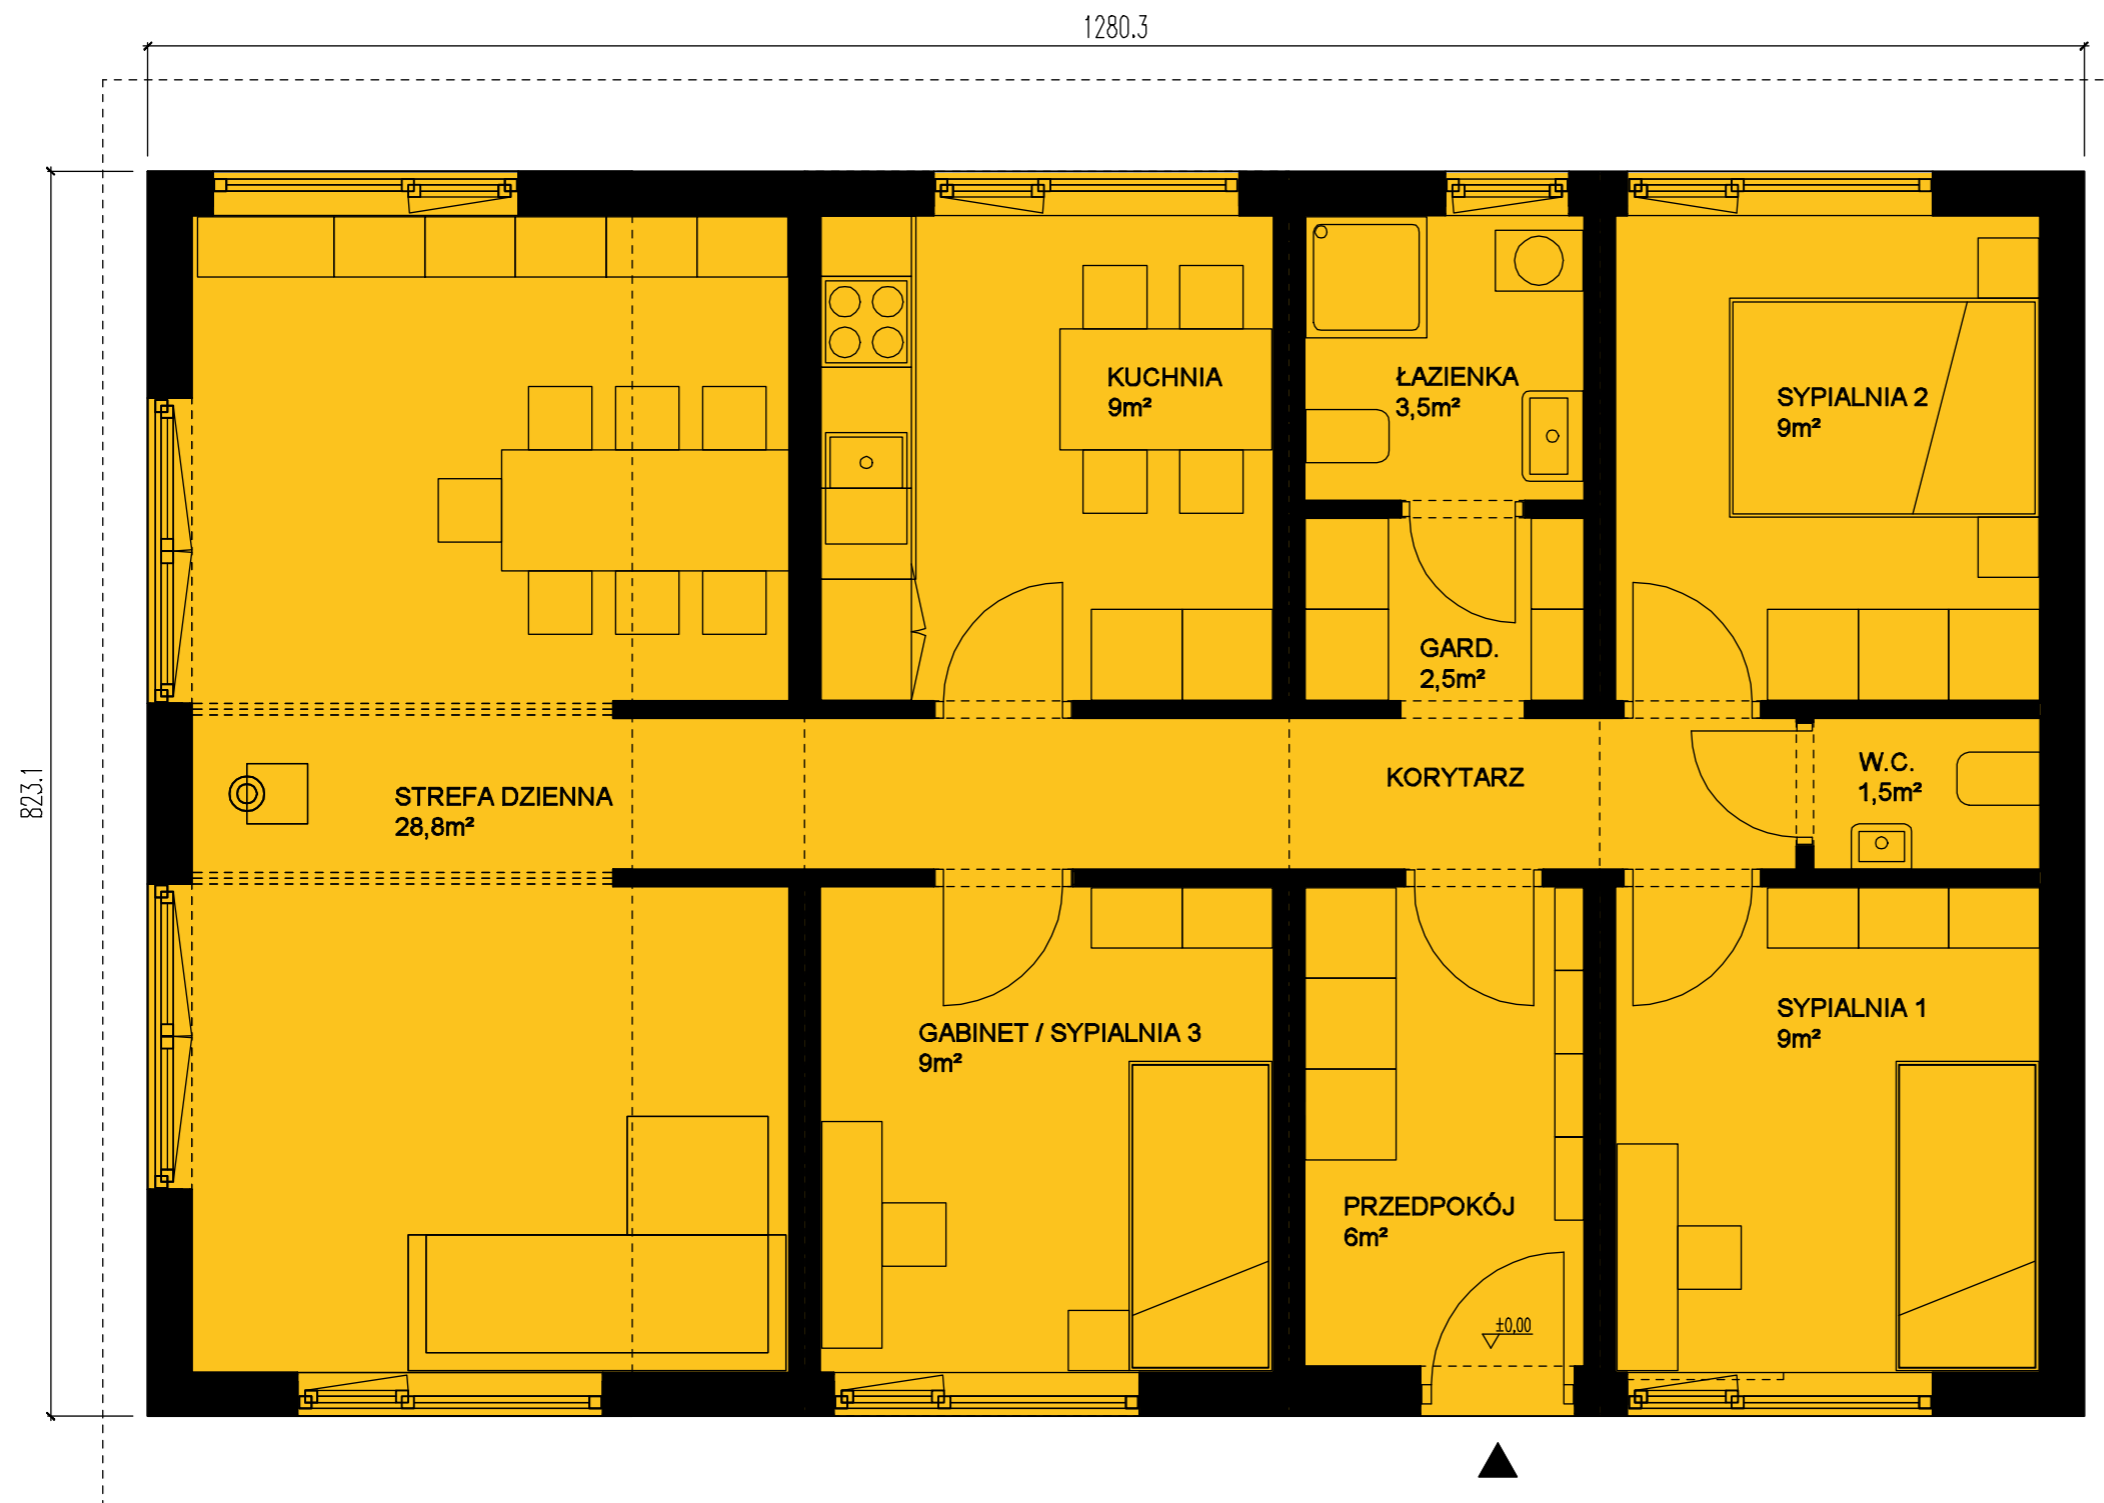 1280.3
823.1
KUCHNIA
9m²
ŁAZIENKA
3,5m²
SYPIALNIA 2
9m²
GARD.
2,5m²
STREFA DZIENNA
28,8m²
KORYTARZ
W.C.
1,5m²
GABINET / SYPIALNIA 3
9m²
SYPIALNIA 1
9m²
PRZEDPOKÓJ
6m²
±0,00